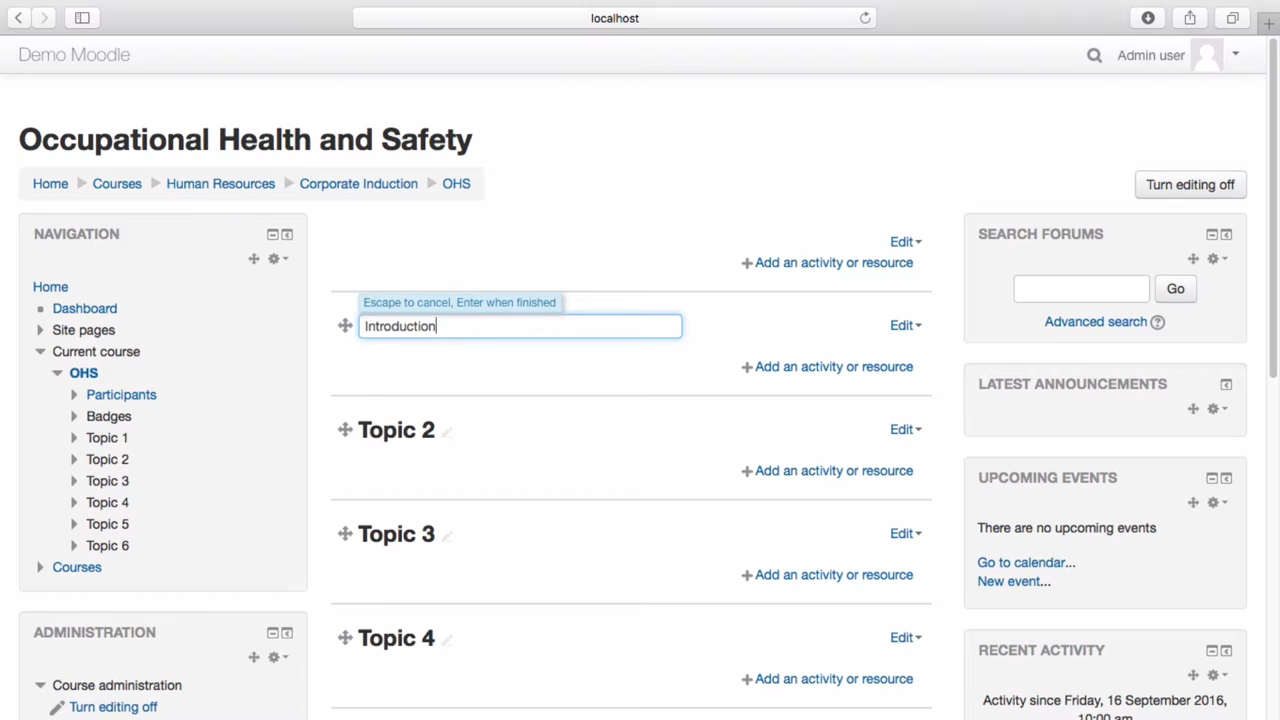 localhost
Demo Moodle
Admin user
Occupational Health and Safety
Home Courses Human Resources Corporate Induction OHS
Turn editing off
NAVIGATION
Home
Dashboard
Site pages
Current course
OHS
Participants
Badges
Topic 1
Topic 2
Topic 3
Topic 4
Topic 5
Topic 6
Courses
ADMINISTRATION
Course administration
Turn editing off
Edit
Add an activity or resource
Escape to cancel, Enter when finished
Introduction
Edit
Add an activity or resource
Topic 2
Edit
Add an activity or resource
Topic 3
Edit
Add an activity or resource
Topic 4
Edit
Add an activity or resource
SEARCH FORUMS
Go
Advanced search
LATEST ANNOUNCEMENTS
UPCOMING EVENTS
There are no upcoming events
Go to calendar...
New event...
RECENT ACTIVITY
Activity since Friday, 16 September 2016,
10:00 am